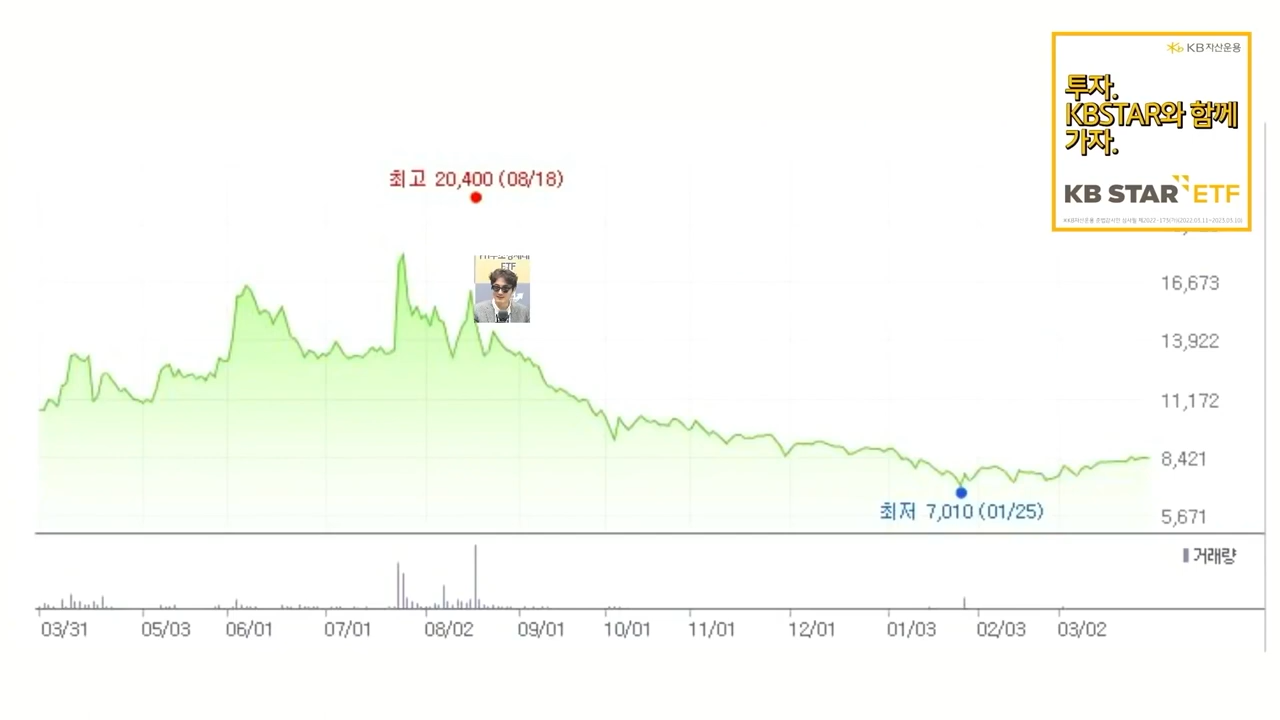 KB자산운용
투자.
KBSTAR와 함께
가자.
KB STAR ETF
최고 20,400 (08/18)
ETF
16,673
13,922
11,172
8,421
최저 7,010 (01/25)
5,671
거래량
03/31 05/03 06/01 07/01 08/02 09/01 10/01 11/01 12/01 01/03 02/03 03/02